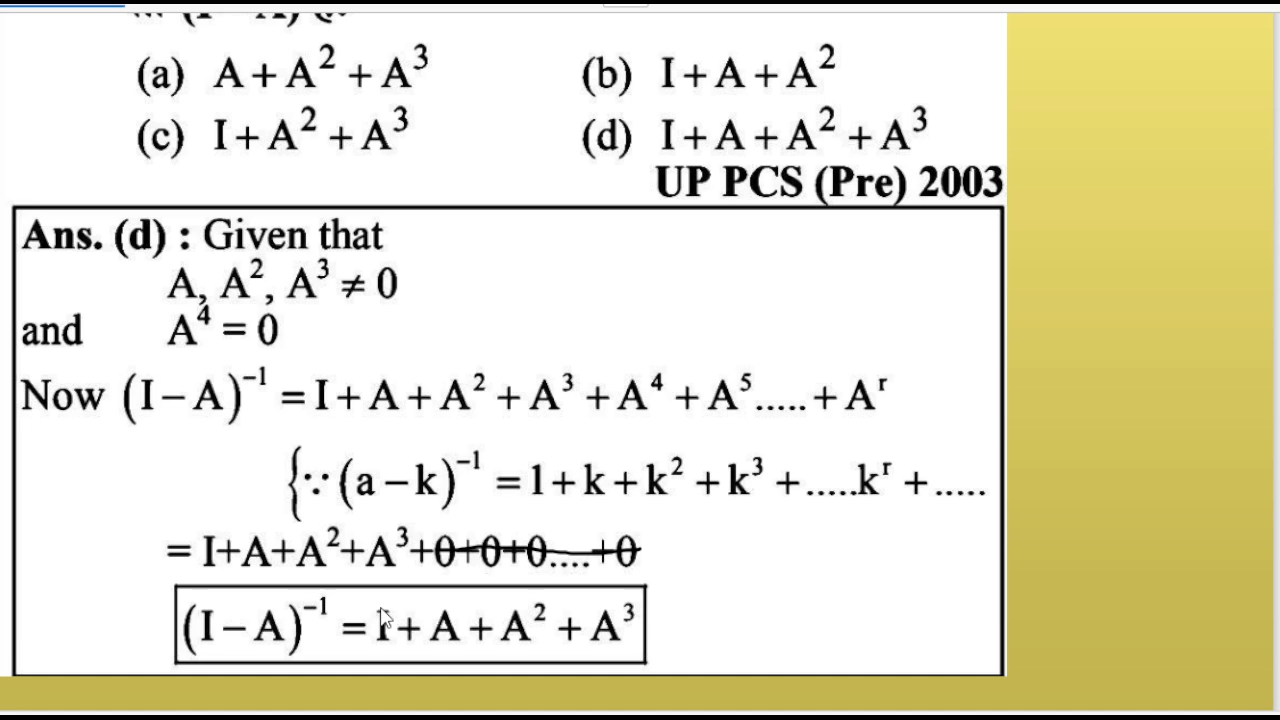 (a) A + A² + A³ (b) I + A + A²
(c) I + A² + A³ (d) I + A + A² + A³
UP PCS (Pre) 2003
Ans. (d) : Given that
A, A², A³ ≠ 0
and A⁴ = 0
Now (I − A)⁻¹ = I + A + A² + A³ + A⁴ + A⁵ ..... + Aʳ
{∵ (a − k)⁻¹ = 1 + k + k² + k³ + .....kʳ + .....
= I+A+A²+A³+0+0+0....+0
(I − A)⁻¹ = I + A + A² + A³